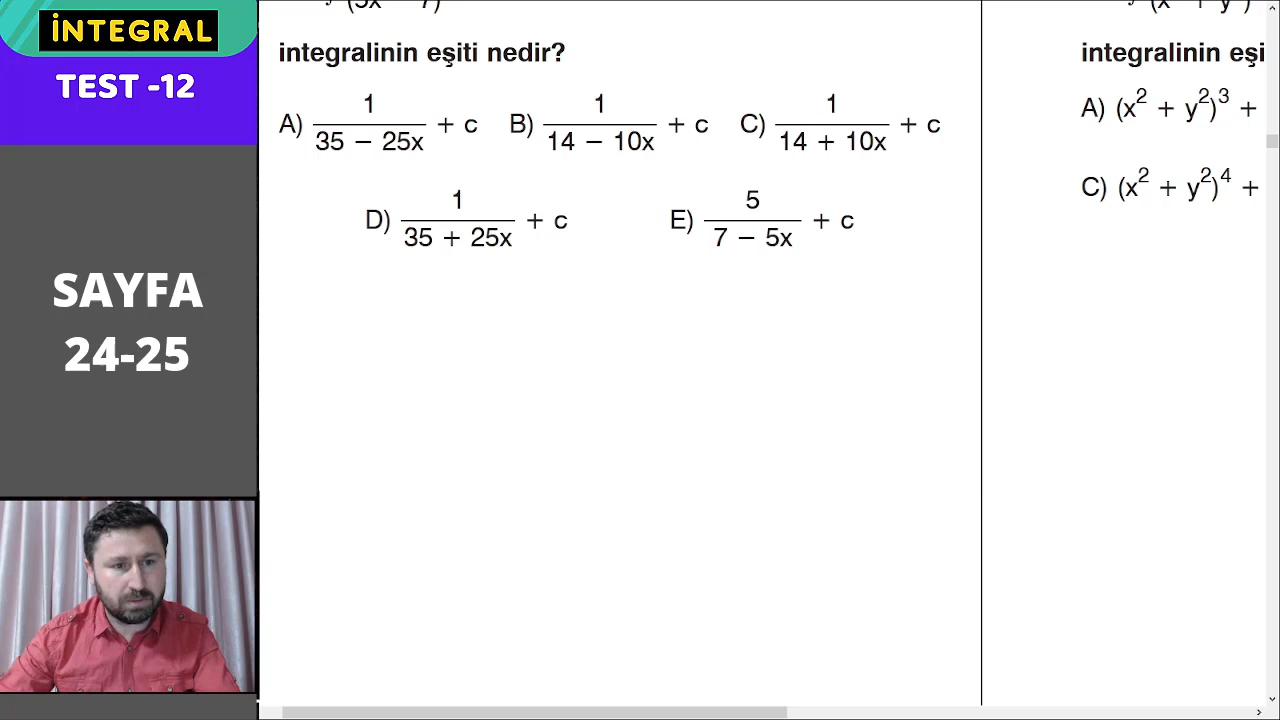 İNTEGRAL
TEST -12
SAYFA
24-25
integralinin eşiti nedir?
A) 1/(35 − 25x) + c B) 1/(14 − 10x) + c C) 1/(14 + 10x) + c
D) 1/(35 + 25x) + c E) 5/(7 − 5x) + c
integralinin eşi
A) (x² + y²)³ +
C) (x² + y²)⁴ +